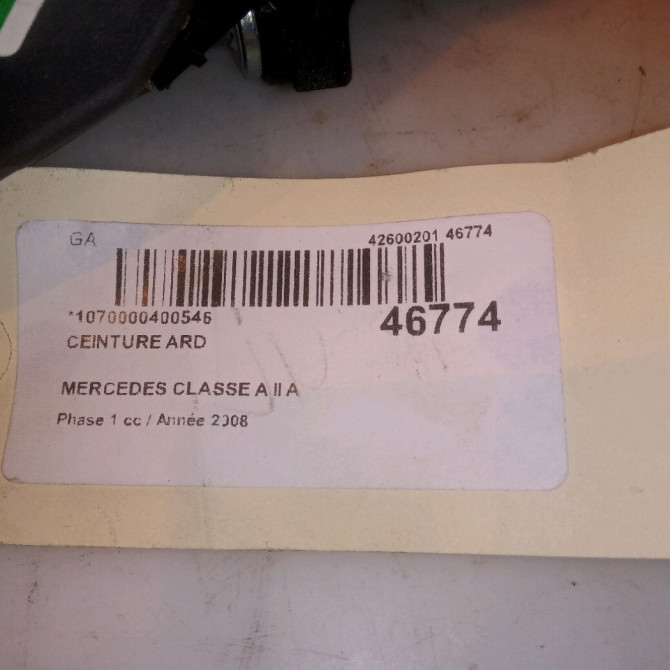 GA 42600201 46774
*1070000400546 46774
CEINTURE ARD
MERCEDES CLASSE A II A
Phase 1 cc / Année 2008